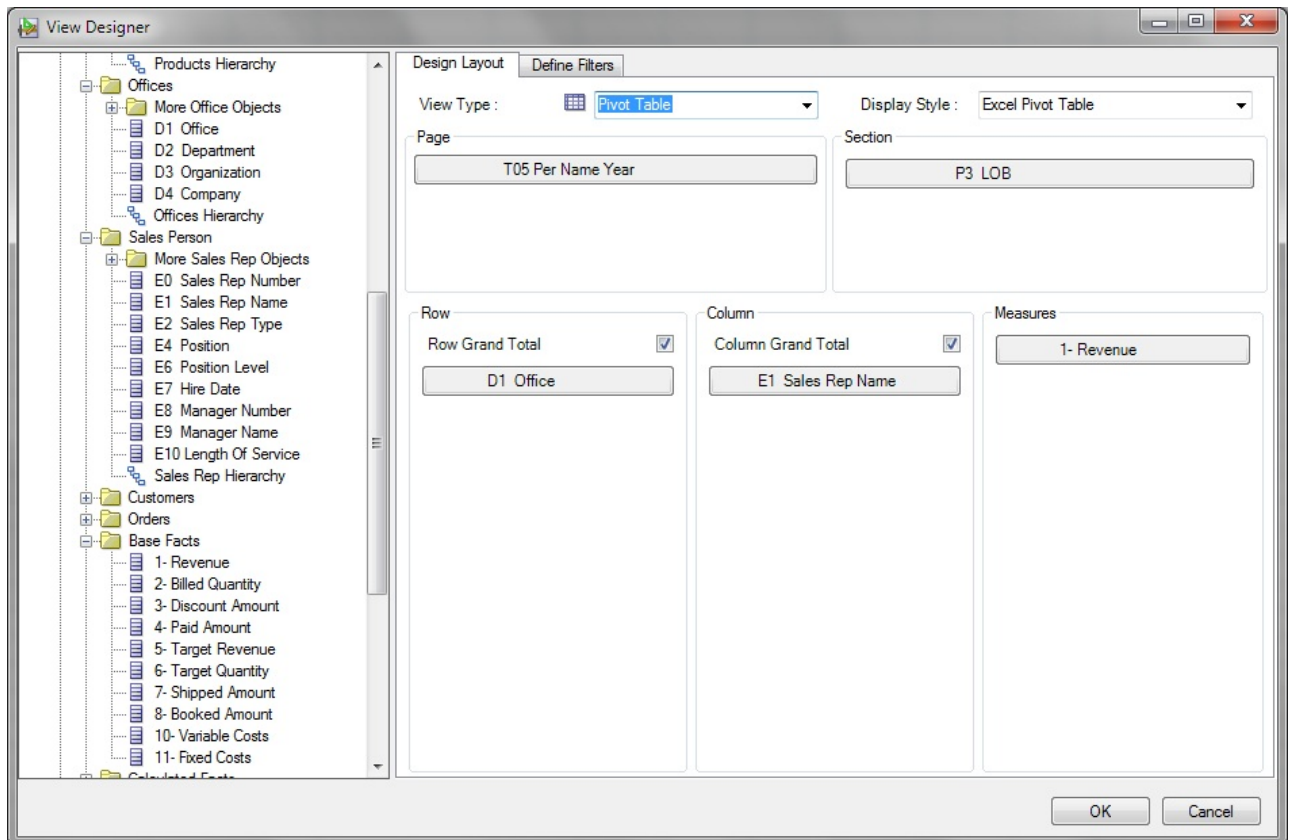 View Designer
Products Hierarchy
Offices
More Office Objects
D1 Office
D2 Department
D3 Organization
D4 Company
Offices Hierarchy
Sales Person
More Sales Rep Objects
E0 Sales Rep Number
E1 Sales Rep Name
E2 Sales Rep Type
E4 Position
E6 Position Level
E7 Hire Date
E8 Manager Number
E9 Manager Name
E10 Length Of Service
Sales Rep Hierarchy
Customers
Orders
Base Facts
1- Revenue
2- Billed Quantity
3- Discount Amount
4- Paid Amount
5- Target Revenue
6- Target Quantity
7- Shipped Amount
8- Booked Amount
10- Variable Costs
11- Fixed Costs
Calculated Facts
Design Layout Define Filters
View Type : Pivot Table Display Style : Excel Pivot Table
Page Section
T05 Per Name Year P3 LOB
Row Column Measures
Row Grand Total Column Grand Total 1- Revenue
D1 Office E1 Sales Rep Name
OK Cancel